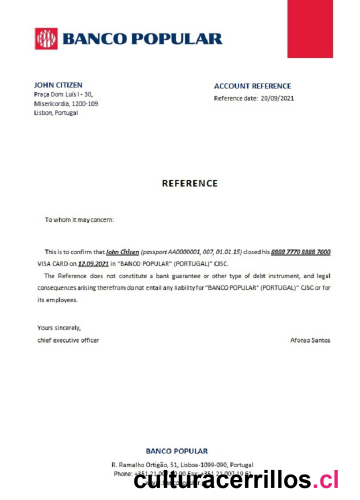 BANCO POPULAR
JOHN CITIZEN
Praça Dom Luís I - 30,
Misericordia, 1200-109
Lisbon, Portugal
ACCOUNT REFERENCE
Reference date: 20/09/2021
REFERENCE
To whom it may concern:
This is to confirm that John Citizen (passport AA0000001, 007, 01.01.15) closed his 8888 7770 8888 7600
VISA CARD on 12.09.2021 in "BANCO POPULAR" (PORTUGAL)" CJSC.
The Reference does not constitute a bank guarantee or other type of debt instrument, and legal
consequences arising therefrom do not entail any liability for "BANCO POPULAR" (PORTUGAL)" CJSC or for
its employees.
Yours sincerely,
chief executive officer
Afonso Santos
BANCO POPULAR
R. Ramalho Ortigão, 51, Lisboa-1099-090, Portugal
Phone: +351 21 007 Fax: +351 21 007
culturacerrillos.cl